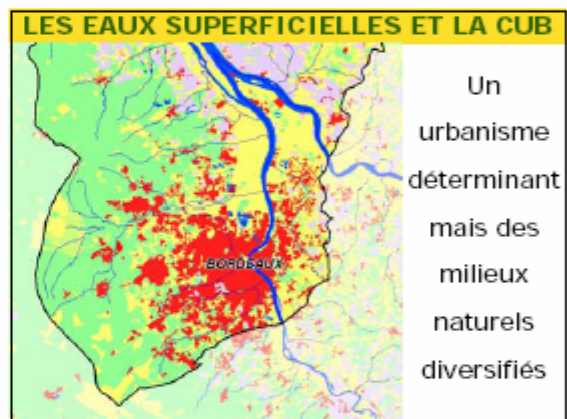 LES EAUX SUPERFICIELLES ET LA CUB
Un
urbanisme
déterminant
mais des
milieux
naturels
diversifiés
BORDEAUX